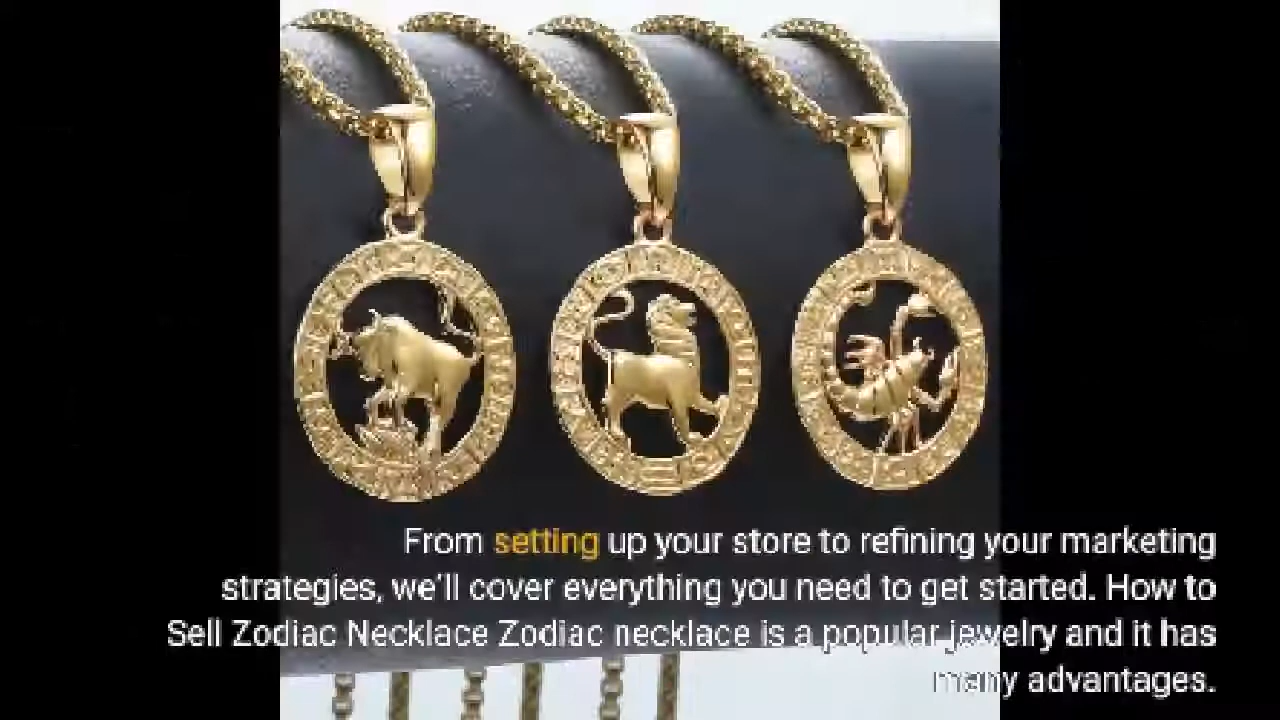 From setting up your store to refining your marketing
strategies, we'll cover everything you need to get started. How to
Sell Zodiac Necklace Zodiac necklace is a popular jewelry and it has
many advantages.